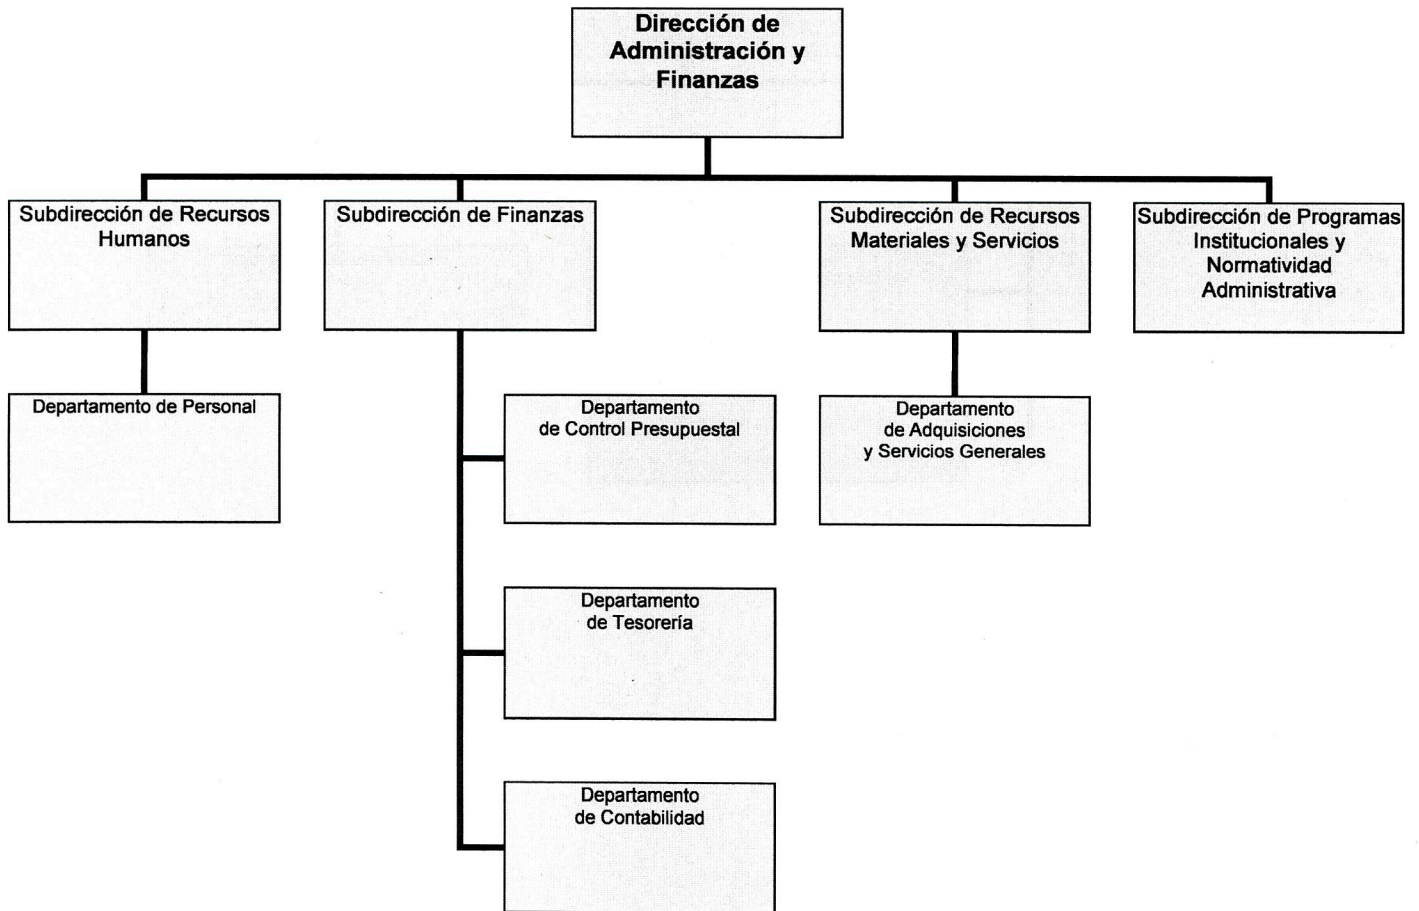 Dirección de
Administración y
Finanzas
Subdirección de Recursos
Humanos
Subdirección de Finanzas
Subdirección de Recursos
Materiales y Servicios
Subdirección de Programas
Institucionales y
Normatividad
Administrativa
Departamento de Personal
Departamento
de Control Presupuestal
Departamento
de Adquisiciones
y Servicios Generales
Departamento
de Tesorería
Departamento
de Contabilidad